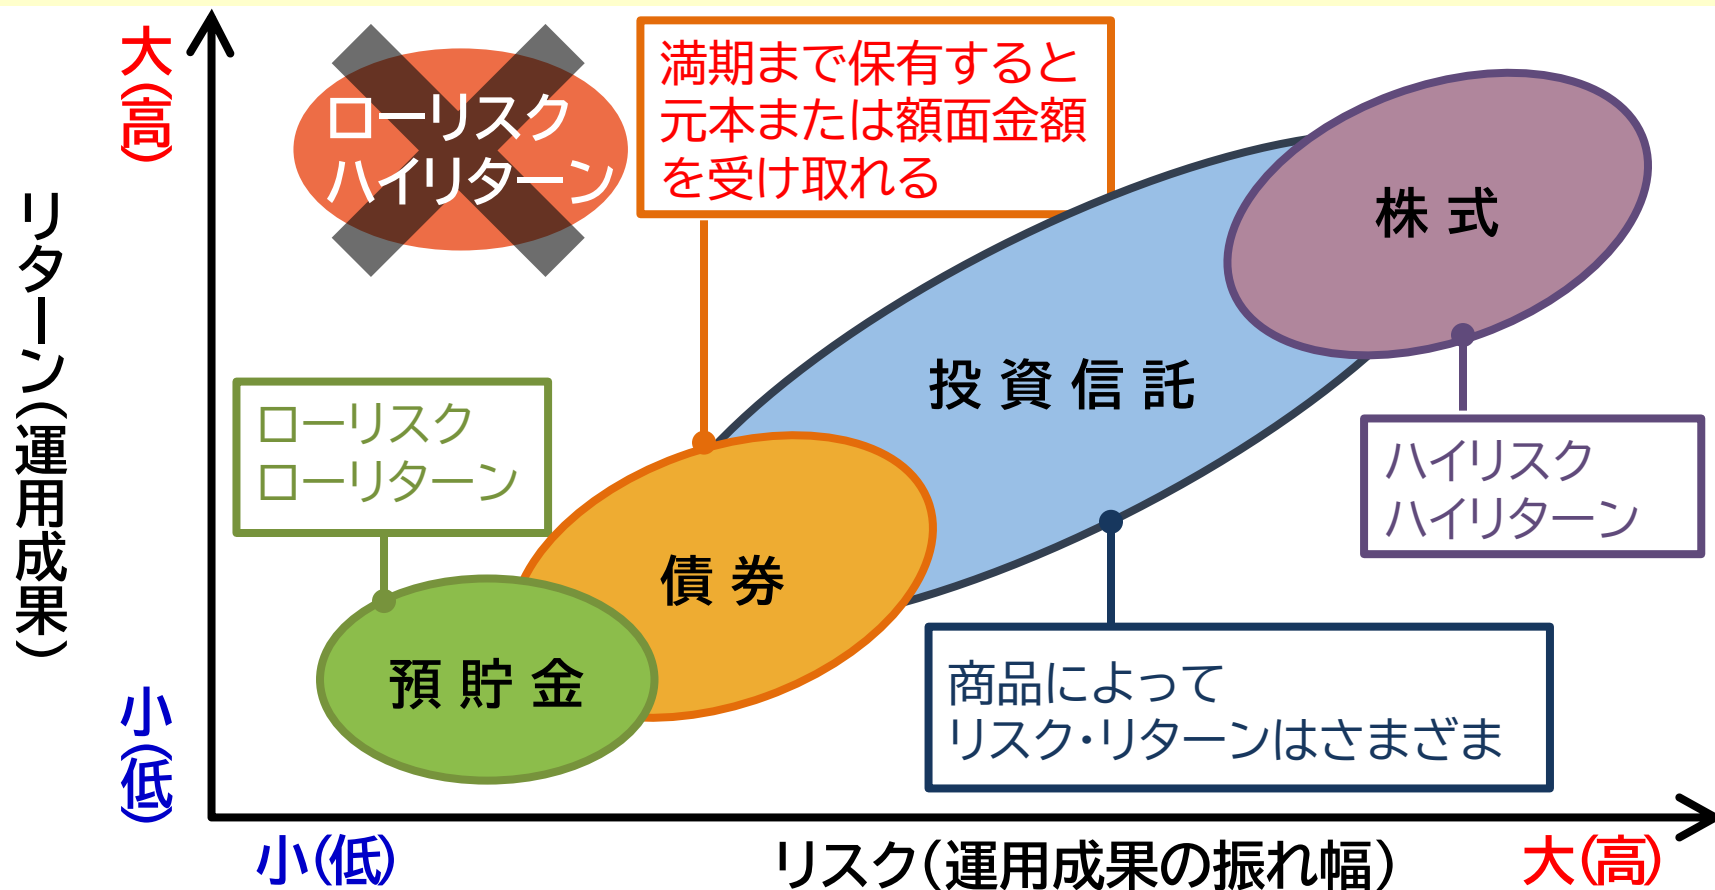 大(高)
リターン(運用成果)
小(低)
ローリスク
ハイリターン
満期まで保有すると
元本または額面金額
を受け取れる
株式
投資信託
ローリスク
ローリターン
ハイリスク
ハイリターン
債券
預貯金
商品によって
リスク・リターンはさまざま
小(低)
リスク(運用成果の振れ幅)
大(高)